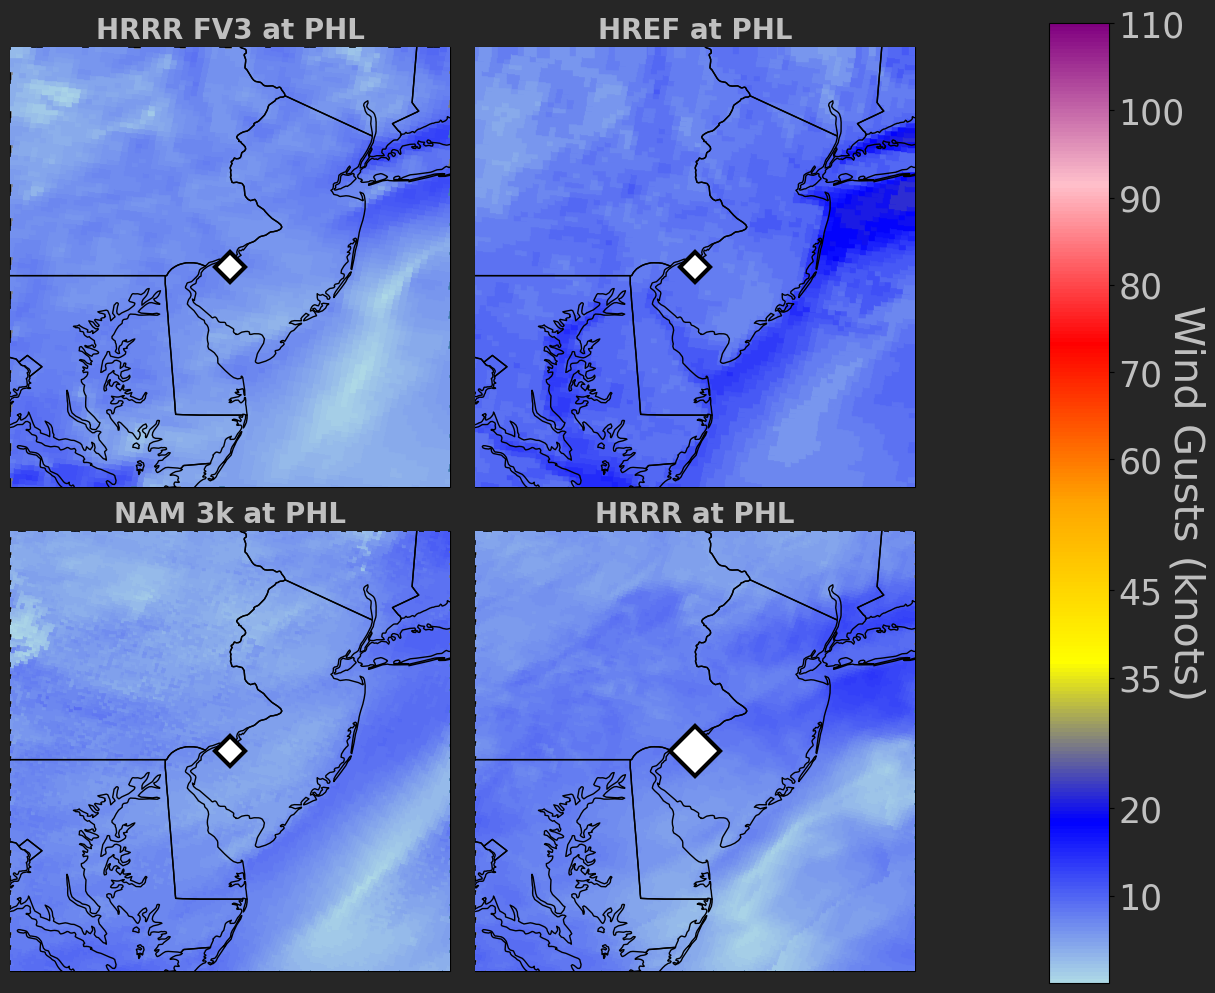 HRRR FV3 at PHL
HREF at PHL
NAM 3k at PHL
HRRR at PHL
110
100
90
80
70
60
45
35
20
10
Wind Gusts (knots)